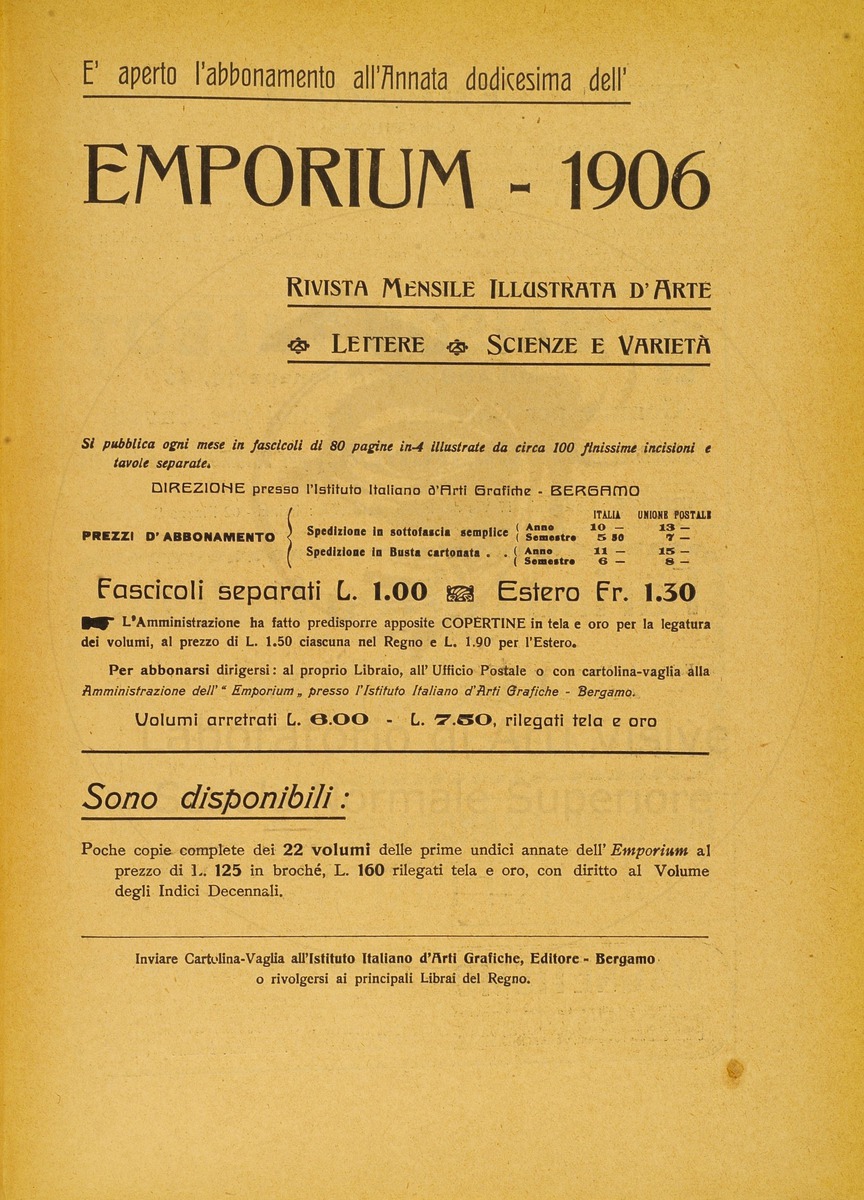 E' aperto l'abbonamento all'Annata dodicesima dell'
EMPORIUM - 1906
RIVISTA MENSILE ILLUSTRATA D'ARTE
LETTERE SCIENZE E VARIETÀ
Si pubblica ogni mese in fascicoli di 80 pagine in-4 illustrate da circa 100 finissime incisioni e
tavole separate.
DIREZIONE presso l'Istituto Italiano d'Arti Grafiche - BERGAMO
ITALIA UNIONE POSTALE
PREZZI D'ABBONAMENTO { Spedizione in sottofascia semplice ( Anno 10 — 13 —
( Semestre 5 50 7 —
Spedizione in Busta cartonata . . ( Anno 11 — 15 —
( Semestre 6 — 8 —
Fascicoli separati L. 1.00 Estero Fr. 1.30
L'Amministrazione ha fatto predisporre apposite COPERTINE in tela e oro per la legatura
dei volumi, al prezzo di L. 1.50 ciascuna nel Regno e L. 1.90 per l'Estero.
Per abbonarsi dirigersi: al proprio Libraio, all'Ufficio Postale o con cartolina-vaglia alla
Amministrazione dell' “ Emporium „ presso l'Istituto Italiano d'Arti Grafiche - Bergamo.
Volumi arretrati L. 6.00 - L. 7.50, rilegati tela e oro
Sono disponibili :
Poche copie complete dei 22 volumi delle prime undici annate dell' Emporium al
prezzo di L. 125 in broché, L. 160 rilegati tela e oro, con diritto al Volume
degli Indici Decennali.
Inviare Cartolina-Vaglia all'Istituto Italiano d'Arti Grafiche, Editore - Bergamo
o rivolgersi ai principali Librai del Regno.